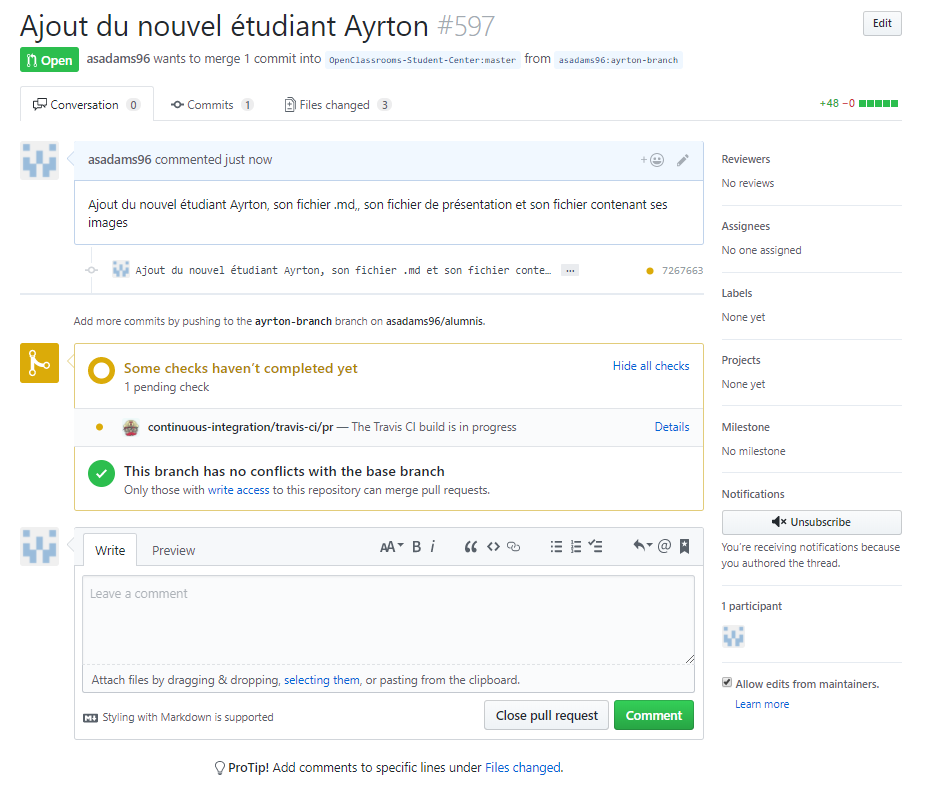 Ajout du nouvel étudiant Ayrton #597
Edit
Open
asadams96 wants to merge 1 commit into OpenClassrooms-Student-Center:master from asadams96:ayrton-branch
Conversation 0
Commits 1
Files changed 3
+48 −0
asadams96 commented just now
Ajout du nouvel étudiant Ayrton, son fichier .md,, son fichier de présentation et son fichier contenant ses
images
Ajout du nouvel étudiant Ayrton, son fichier .md et son fichier conte… …
7267663
Add more commits by pushing to the ayrton-branch branch on asadams96/alumnis.
Some checks haven't completed yet
1 pending check
Hide all checks
continuous-integration/travis-ci/pr — The Travis CI build is in progress
Details
This branch has no conflicts with the base branch
Only those with write access to this repository can merge pull requests.
Write
Preview
AA B i
Leave a comment
Attach files by dragging & dropping, selecting them, or pasting from the clipboard.
Styling with Markdown is supported
Close pull request
Comment
ProTip! Add comments to specific lines under Files changed.
Reviewers
No reviews
Assignees
No one assigned
Labels
None yet
Projects
None yet
Milestone
No milestone
Notifications
Unsubscribe
You're receiving notifications because
you authored the thread.
1 participant
Allow edits from maintainers.
Learn more